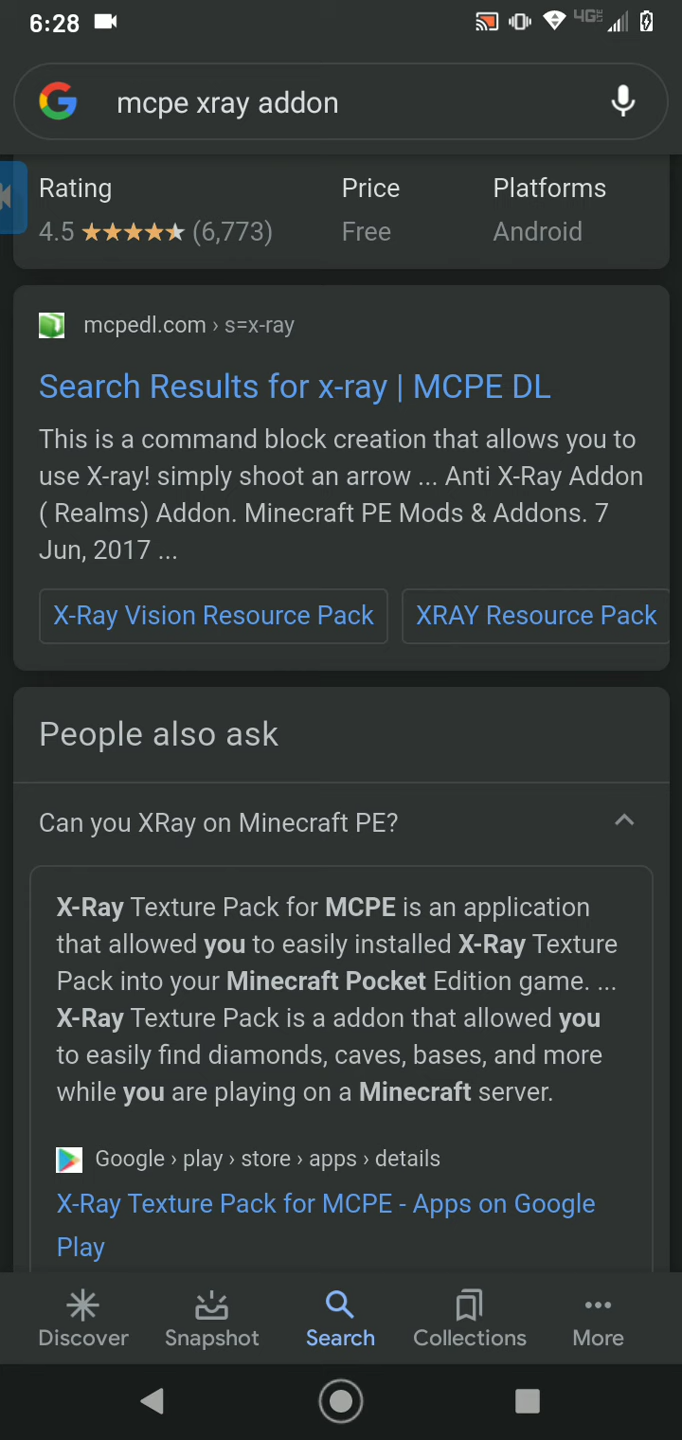 6:28
4G
mcpe xray addon
Rating Price Platforms
4.5 (6,773) Free Android
mcpedl.com › s=x-ray
Search Results for x-ray | MCPE DL
This is a command block creation that allows you to
use X-ray! simply shoot an arrow ... Anti X-Ray Addon
( Realms) Addon. Minecraft PE Mods & Addons. 7
Jun, 2017 ...
X-Ray Vision Resource Pack XRAY Resource Pack
People also ask
Can you XRay on Minecraft PE?
X-Ray Texture Pack for MCPE is an application
that allowed you to easily installed X-Ray Texture
Pack into your Minecraft Pocket Edition game. ...
X-Ray Texture Pack is a addon that allowed you
to easily find diamonds, caves, bases, and more
while you are playing on a Minecraft server.
Google › play › store › apps › details
X-Ray Texture Pack for MCPE - Apps on Google
Play
Discover Snapshot Search Collections More